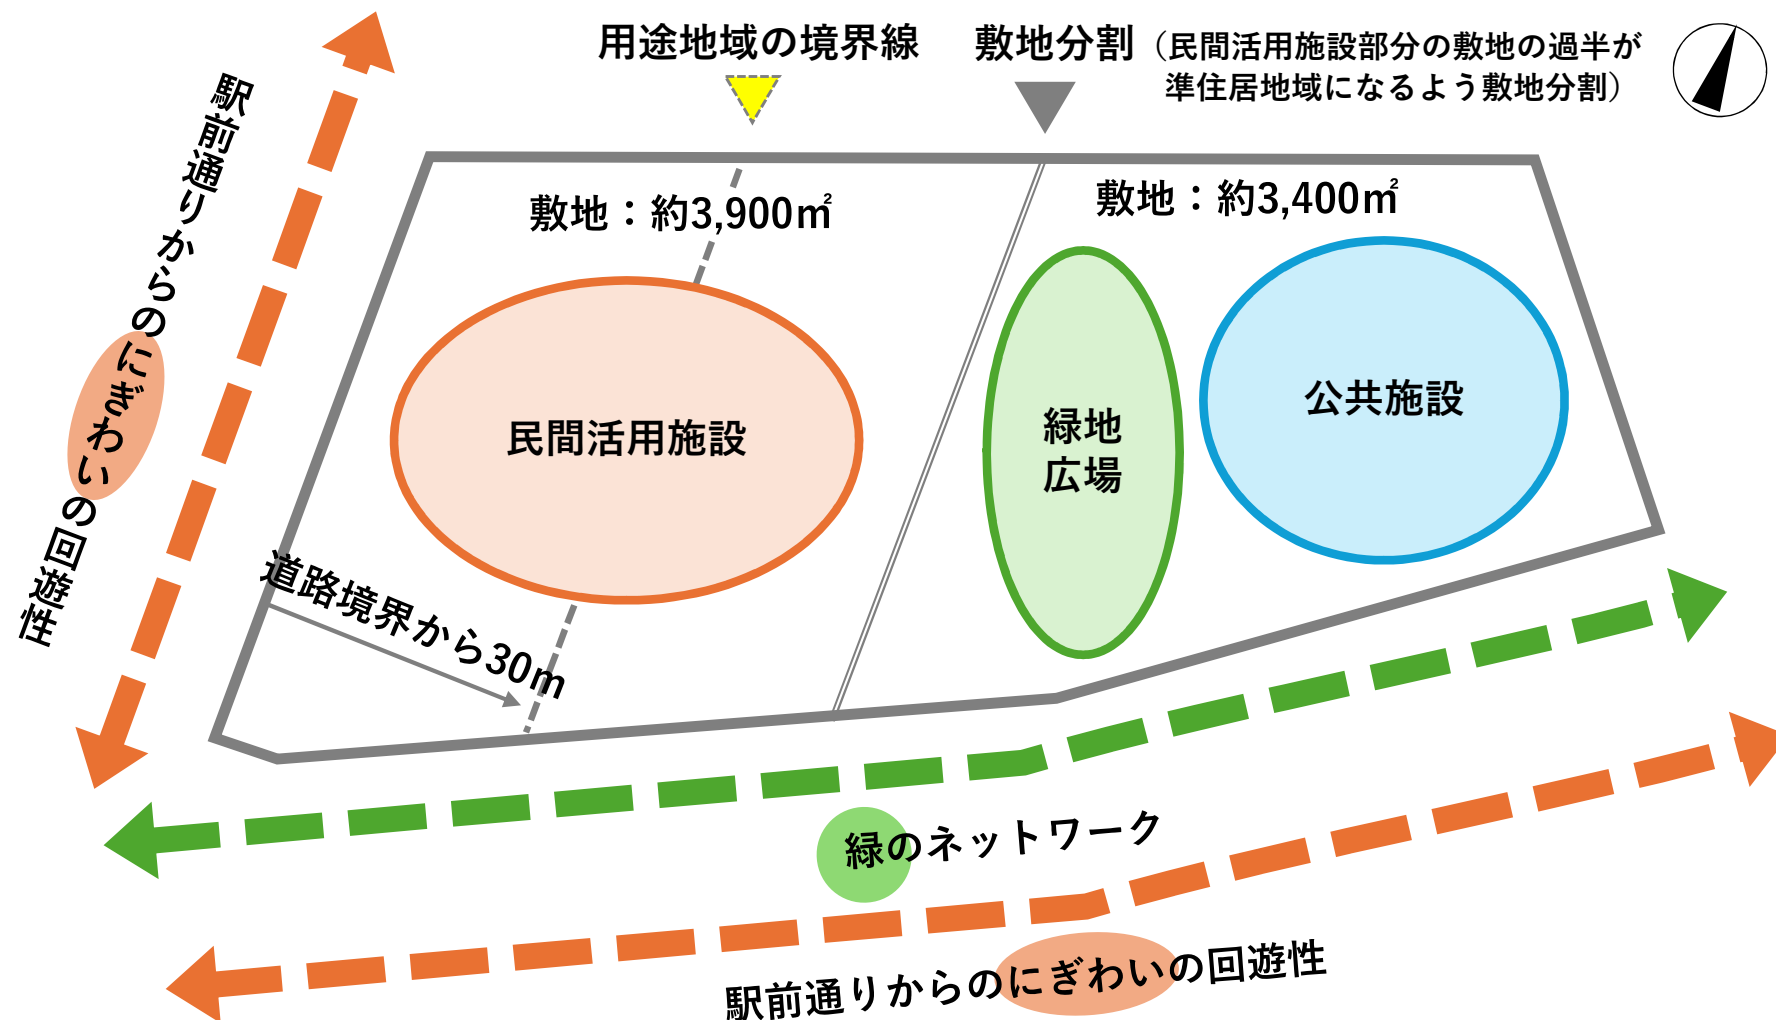 用途地域の境界線
敷地分割（民間活用施設部分の敷地の過半が
準住居地域になるよう敷地分割）
駅前通りからのにぎわいの回遊性
敷地：約3,900㎡
敷地：約3,400㎡
民間活用施設
緑地
広場
公共施設
道路境界から30m
緑のネットワーク
駅前通りからのにぎわいの回遊性